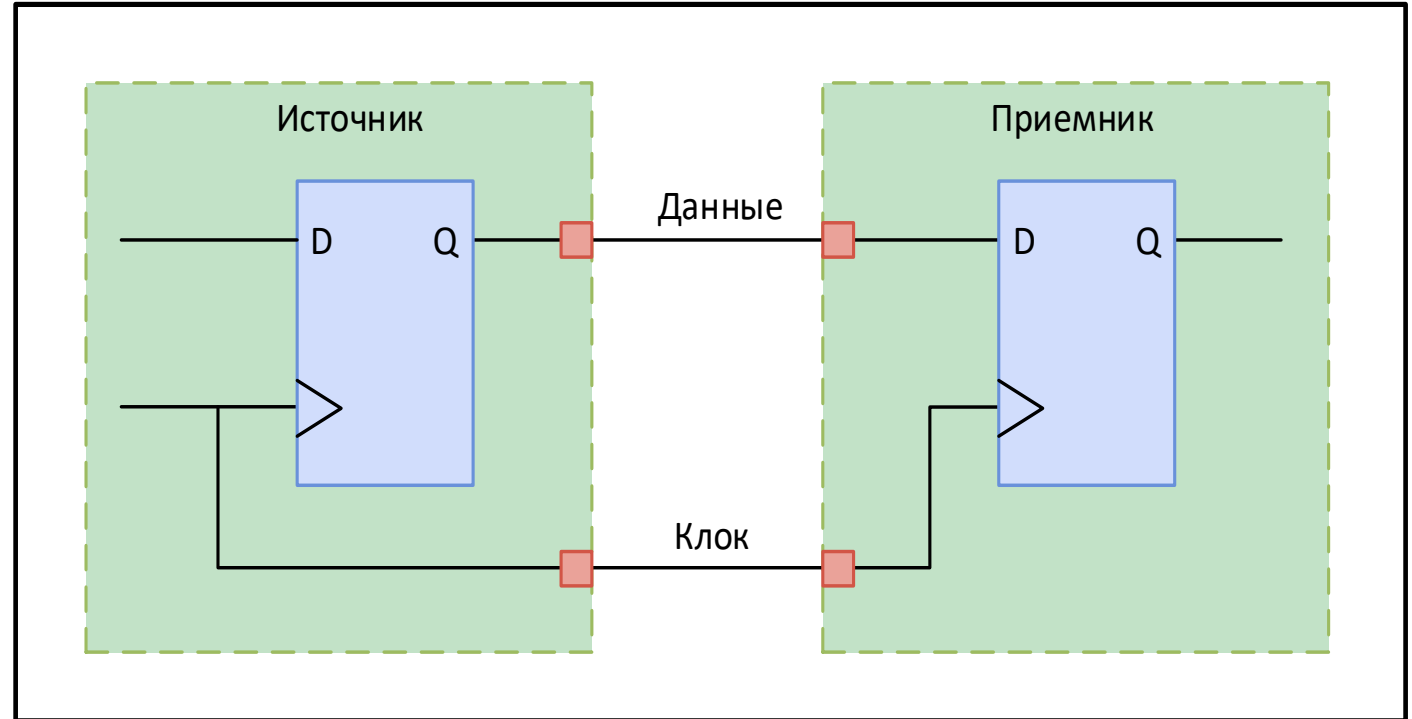 Источник
Приемник
Данные
D
Q
D
Q
Клок